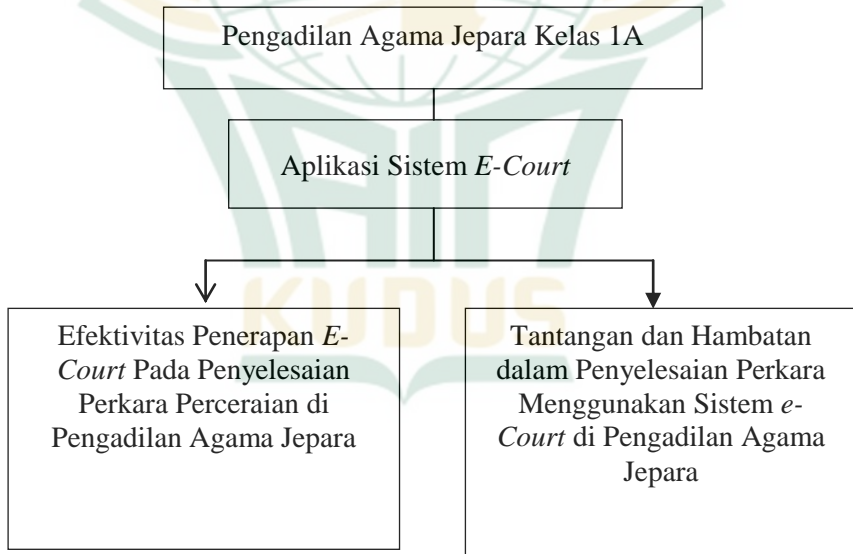 Pengadilan Agama Jepara Kelas 1A
Aplikasi Sistem E-Court
Efektivitas Penerapan E-
Court Pada Penyelesaian
Perkara Perceraian di
Pengadilan Agama Jepara
Tantangan dan Hambatan
dalam Penyelesaian Perkara
Menggunakan Sistem e-
Court di Pengadilan Agama
Jepara
KUDUS